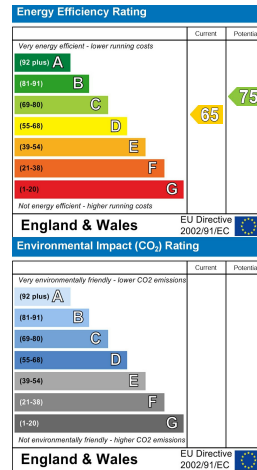 Energy Efficiency Rating
Current Potential
Very energy efficient - lower running costs
(92 plus) A
(81-91) B
(69-80) C
(55-68) D
(39-54) E
(21-38) F
(1-20) G
65
75
Not energy efficient - higher running costs
England & Wales
EU Directive
2002/91/EC
Environmental Impact (CO₂) Rating
Current Potential
Very environmentally friendly - lower CO2 emissions
(92 plus) A
(81-91) B
(69-80) C
(55-68) D
(39-54) E
(21-38) F
(1-20) G
Not environmentally friendly - higher CO2 emissions
England & Wales
EU Directive
2002/91/EC